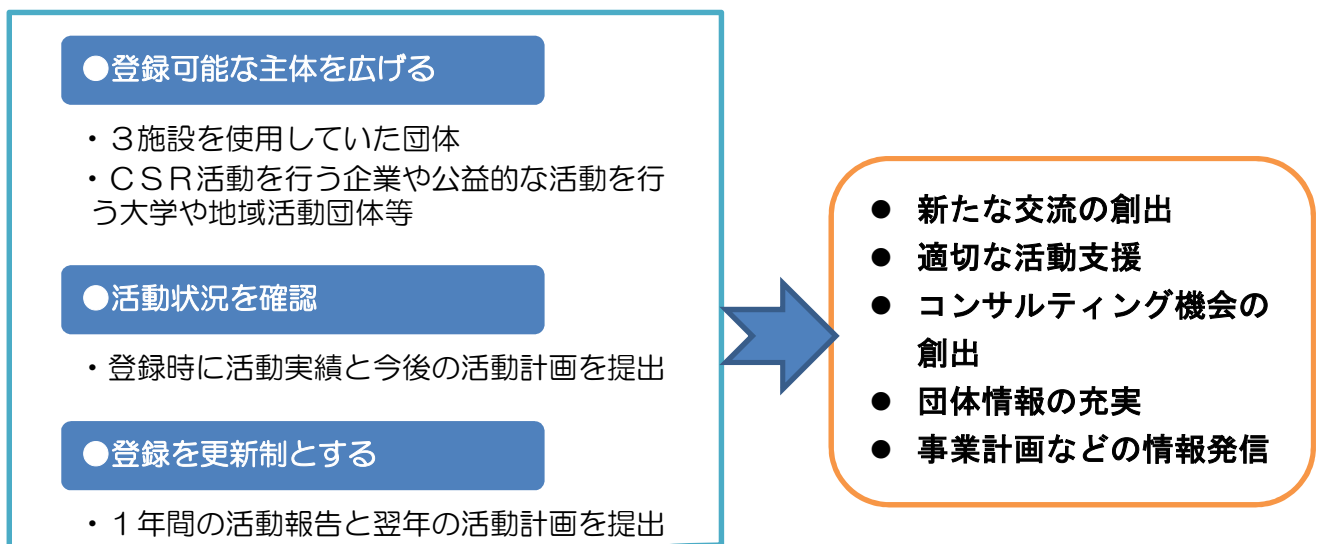 ●登録可能な主体を広げる
・３施設を使用していた団体
・ＣＳＲ活動を行う企業や公益的な活動を行
う大学や地域活動団体等
●活動状況を確認
・登録時に活動実績と今後の活動計画を提出
●登録を更新制とする
・１年間の活動報告と翌年の活動計画を提出
● 新たな交流の創出
● 適切な活動支援
● コンサルティング機会の
創出
● 団体情報の充実
● 事業計画などの情報発信